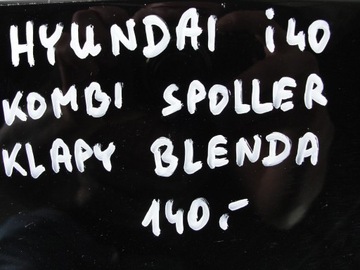 HYUNDAI i40
KOMBI SPOLLER
KLAPY BLENDA
140.-